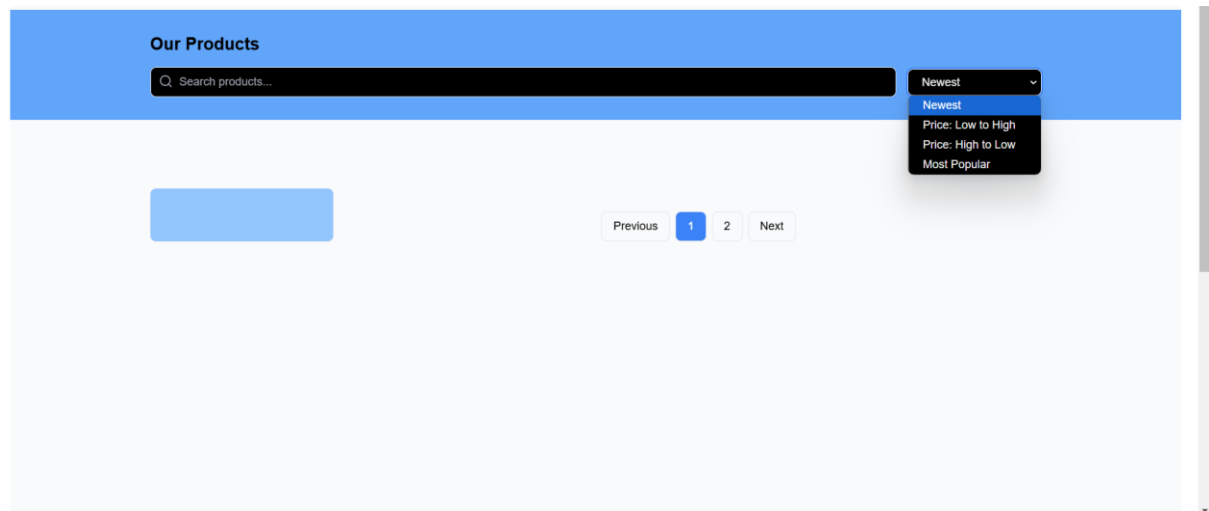 Our Products
Search products...
Newest
Newest
Price: Low to High
Price: High to Low
Most Popular
Previous 1 2 Next